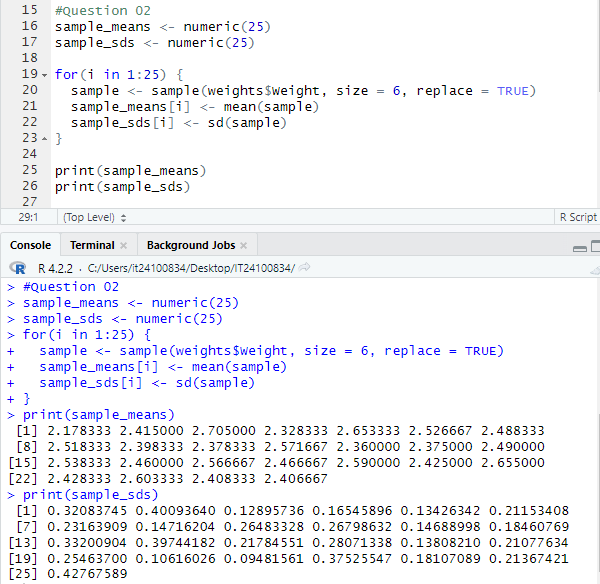 15 #Question 02
16 sample_means <- numeric(25)
17 sample_sds <- numeric(25)
18
19 for(i in 1:25) {
20   sample <- sample(weights$Weight, size = 6, replace = TRUE)
21   sample_means[i] <- mean(sample)
22   sample_sds[i] <- sd(sample)
23 }
24
25 print(sample_means)
26 print(sample_sds)
27
29:1 (Top Level) R Script
Console Terminal × Background Jobs ×
R R 4.2.2 · C:/Users/it24100834/Desktop/IT24100834/
> #Question 02
> sample_means <- numeric(25)
> sample_sds <- numeric(25)
> for(i in 1:25) {
+   sample <- sample(weights$Weight, size = 6, replace = TRUE)
+   sample_means[i] <- mean(sample)
+   sample_sds[i] <- sd(sample)
+ }
> print(sample_means)
[1] 2.178333 2.415000 2.705000 2.328333 2.653333 2.526667 2.488333
[8] 2.518333 2.398333 2.378333 2.571667 2.360000 2.375000 2.490000
[15] 2.538333 2.460000 2.566667 2.466667 2.590000 2.425000 2.655000
[22] 2.428333 2.603333 2.408333 2.406667
> print(sample_sds)
[1] 0.32083745 0.40093640 0.12895736 0.16545896 0.13426342 0.21153408
[7] 0.23163909 0.14716204 0.26483328 0.26798632 0.14688998 0.18460769
[13] 0.33200904 0.39744182 0.21784551 0.28071338 0.13808210 0.21077634
[19] 0.25463700 0.10616026 0.09481561 0.37525547 0.18107089 0.21367421
[25] 0.42767589